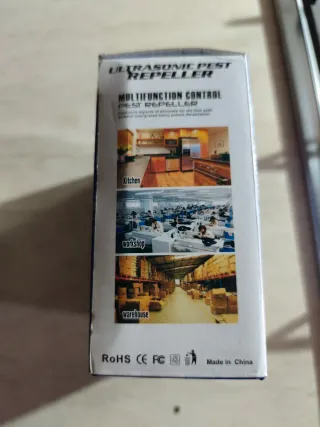 ULTRASONIC PEST
REPELLER
MULTIFUNCTION CONTROL
PEST REPELLER
Kitchen
workshop
warehouse
RoHS CE FC Made in China